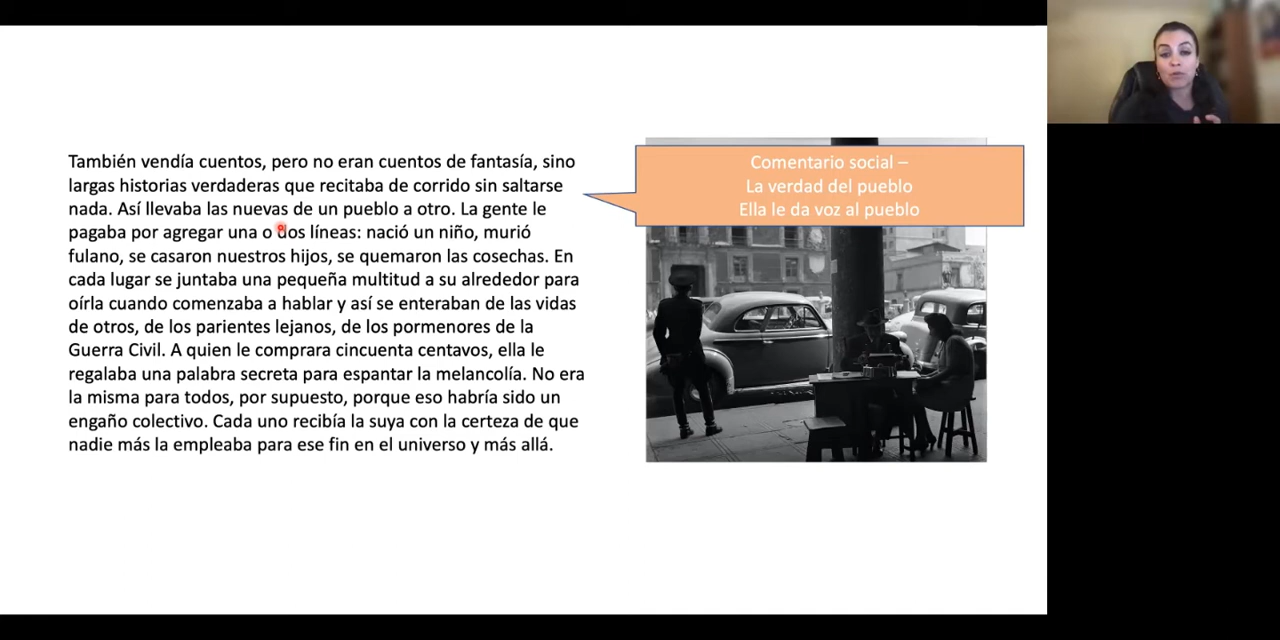 También vendía cuentos, pero no eran cuentos de fantasía, sino
largas historias verdaderas que recitaba de corrido sin saltarse
nada. Así llevaba las nuevas de un pueblo a otro. La gente le
pagaba por agregar una o dos líneas: nació un niño, murió
fulano, se casaron nuestros hijos, se quemaron las cosechas. En
cada lugar se juntaba una pequeña multitud a su alrededor para
oírla cuando comenzaba a hablar y así se enteraban de las vidas
de otros, de los parientes lejanos, de los pormenores de la
Guerra Civil. A quien le comprara cincuenta centavos, ella le
regalaba una palabra secreta para espantar la melancolía. No era
la misma para todos, por supuesto, porque eso habría sido un
engaño colectivo. Cada uno recibía la suya con la certeza de que
nadie más la empleaba para ese fin en el universo y más allá.
Comentario social –
La verdad del pueblo
Ella le da voz al pueblo